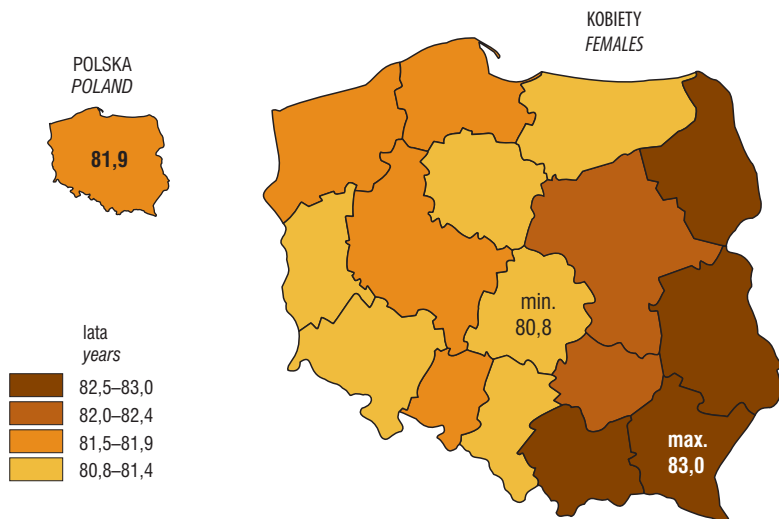 POLSKA
POLAND
81,9
KOBIETY
FEMALES
min.
80,8
max.
83,0
lata
years
82,5–83,0
82,0–82,4
81,5–81,9
80,8–81,4